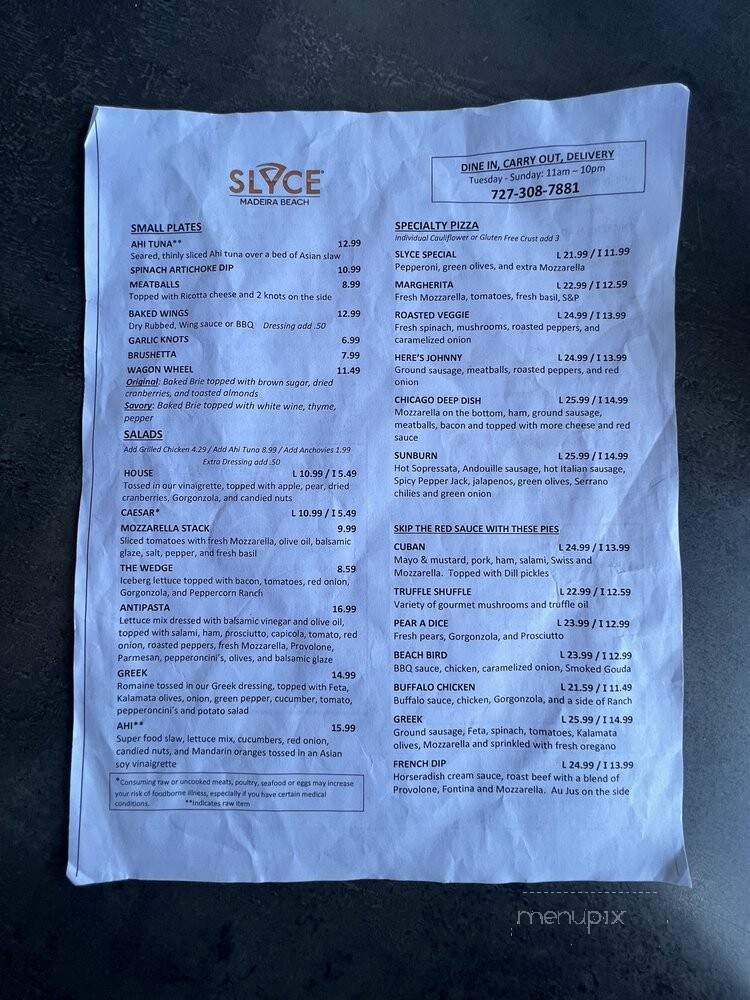 SLYCE
MADEIRA BEACH
DINE IN, CARRY OUT, DELIVERY
Tuesday - Sunday: 11am ~ 10pm
727-308-7881
SMALL PLATES
AHI TUNA** 12.99
Seared, thinly sliced Ahi tuna over a bed of Asian slaw
SPINACH ARTICHOKE DIP 10.99
MEATBALLS 8.99
Topped with Ricotta cheese and 2 knots on the side
BAKED WINGS 12.99
Dry Rubbed, Wing sauce or BBQ Dressing add .50
GARLIC KNOTS 6.99
BRUSHETTA 7.99
WAGON WHEEL 11.49
Original: Baked Brie topped with brown sugar, dried
cranberries, and toasted almonds
Savory: Baked Brie topped with white wine, thyme,
pepper
SALADS
Add Grilled Chicken 4.29 / Add Ahi Tuna 8.99 / Add Anchovies 1.99
Extra Dressing add .50
HOUSE L 10.99 / I 5.49
Tossed in our vinaigrette, topped with apple, pear, dried
cranberries, Gorgonzola, and candied nuts
CAESAR* L 10.99 / I 5.49
MOZZARELLA STACK 9.99
Sliced tomatoes with fresh Mozzarella, olive oil, balsamic
glaze, salt, pepper, and fresh basil
THE WEDGE 8.59
Iceberg lettuce topped with bacon, tomatoes, red onion,
Gorgonzola, and Peppercorn Ranch
ANTIPASTA 16.99
Lettuce mix dressed with balsamic vinegar and olive oil,
topped with salami, ham, prosciutto, capicola, tomato, red
onion, roasted peppers, fresh Mozzarella, Provolone,
Parmesan, pepperoncini's, olives, and balsamic glaze
GREEK 14.99
Romaine tossed in our Greek dressing, topped with Feta,
Kalamata olives, onion, green pepper, cucumber, tomato,
pepperoncini's and potato salad
AHI** 15.99
Super food slaw, lettuce mix, cucumbers, red onion,
candied nuts, and Mandarin oranges tossed in an Asian
soy vinaigrette
*Consuming raw or uncooked meats, poultry, seafood or eggs may increase
your risk of foodborne illness, especially if you have certain medical
conditions. **Indicates raw item
SPECIALTY PIZZA
Individual Cauliflower or Gluten Free Crust add 3
SLYCE SPECIAL L 21.99 / I 11.99
Pepperoni, green olives, and extra Mozzarella
MARGHERITA L 22.99 / I 12.59
Fresh Mozzarella, tomatoes, fresh basil, S&P
ROASTED VEGGIE L 24.99 / I 13.99
Fresh spinach, mushrooms, roasted peppers, and
caramelized onion
HERE'S JOHNNY L 24.99 / I 13.99
Ground sausage, meatballs, roasted peppers, and red
onion
CHICAGO DEEP DISH L 25.99 / I 14.99
Mozzarella on the bottom, ham, ground sausage,
meatballs, bacon and topped with more cheese and red
sauce
SUNBURN L 25.99 / I 14.99
Hot Sopressata, Andouille sausage, hot Italian sausage,
Spicy Pepper Jack, jalapenos, green olives, Serrano
chilies and green onion
SKIP THE RED SAUCE WITH THESE PIES
CUBAN L 24.99 / I 13.99
Mayo & mustard, pork, ham, salami, Swiss and
Mozzarella. Topped with Dill pickles
TRUFFLE SHUFFLE L 22.99 / I 12.59
Variety of gourmet mushrooms and truffle oil
PEAR A DICE L 23.99 / I 12.99
Fresh pears, Gorgonzola, and Prosciutto
BEACH BIRD L 23.99 / I 12.99
BBQ sauce, chicken, caramelized onion, Smoked Gouda
BUFFALO CHICKEN L 21.59 / I 11.49
Buffalo sauce, chicken, Gorgonzola, and a side of Ranch
GREEK L 25.99 / I 14.99
Ground sausage, Feta, spinach, tomatoes, Kalamata
olives, Mozzarella and sprinkled with fresh oregano
FRENCH DIP L 24.99 / I 13.99
Horseradish cream sauce, roast beef with a blend of
Provolone, Fontina and Mozzarella. Au Jus on the side
menupix